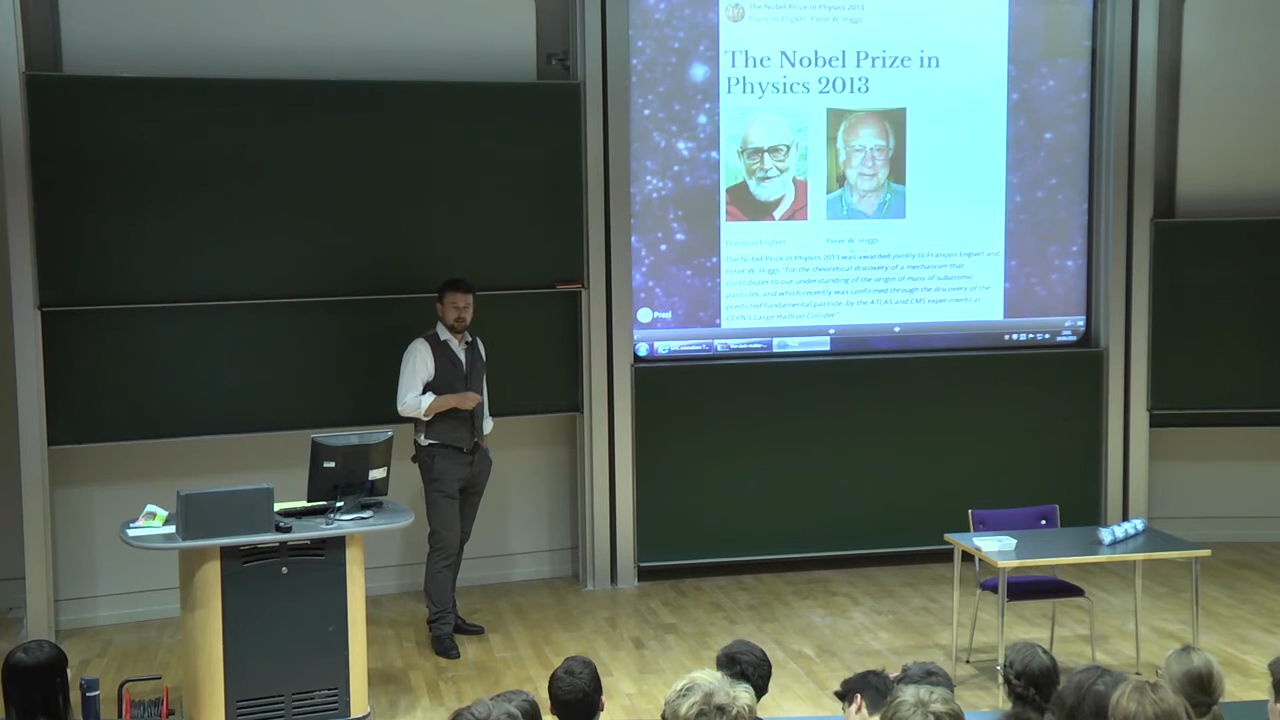 The Nobel Prize in Physics 2013
François Englert, Peter W. Higgs
The Nobel Prize in
Physics 2013
François Englert
Peter W. Higgs
The Nobel Prize in Physics 2013 was awarded jointly to François Englert and
Peter W. Higgs "for the theoretical discovery of a mechanism that
contributes to our understanding of the origin of mass of subatomic
particles, and which recently was confirmed through the discovery of the
predicted fundamental particle, by the ATLAS and CMS experiments at
CERN's Large Hadron Collider"
Prezi